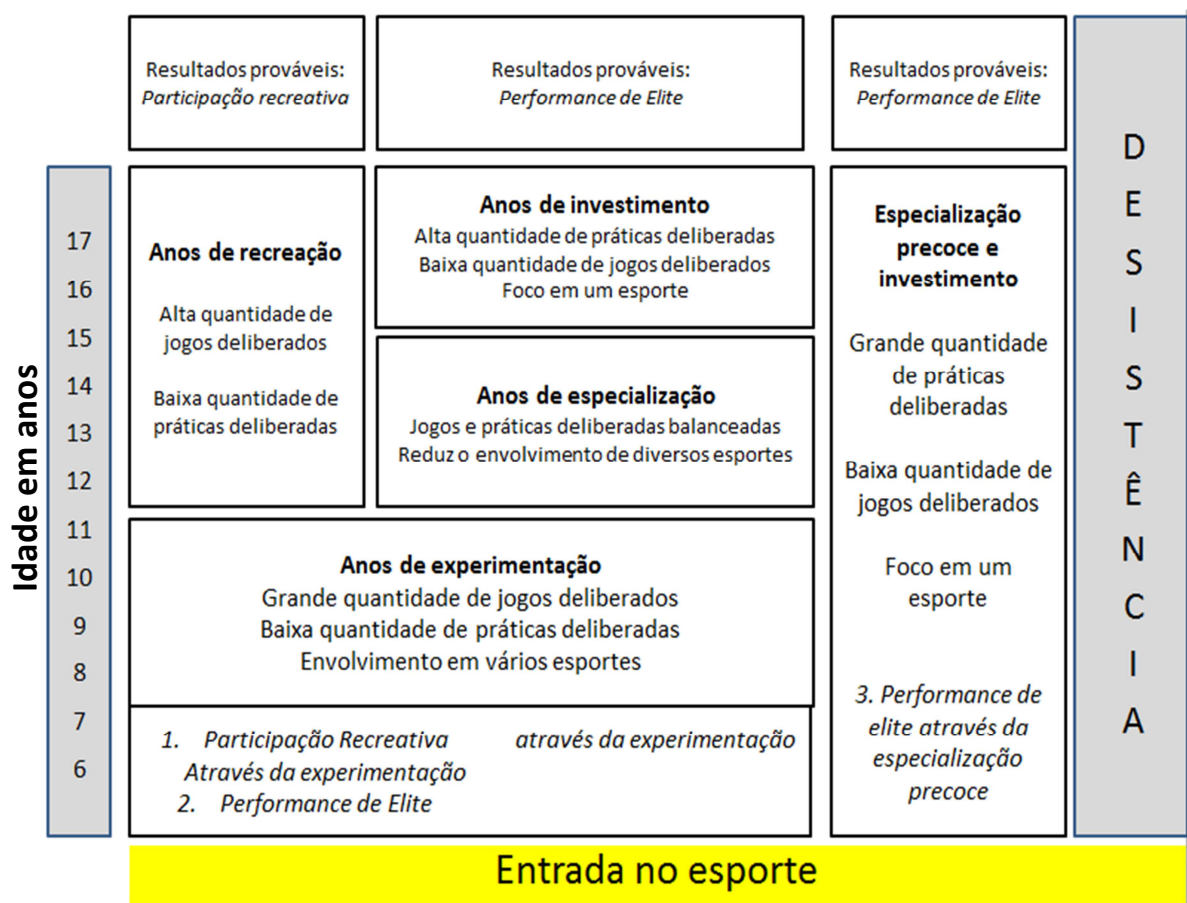 Resultados prováveis:
Participação recreativa
Resultados prováveis:
Performance de Elite
Resultados prováveis:
Performance de Elite
DESISTÊNCIA
Idade em anos
17
16
15
14
13
12
11
10
9
8
7
6
Anos de recreação
Alta quantidade de
jogos deliberados
Baixa quantidade de
práticas deliberadas
Anos de investimento
Alta quantidade de práticas deliberadas
Baixa quantidade de jogos deliberados
Foco em um esporte
Anos de especialização
Jogos e práticas deliberadas balanceadas
Reduz o envolvimento de diversos esportes
Especialização
precoce e
investimento
Grande quantidade
de práticas
deliberadas
Baixa quantidade de
jogos deliberados
Foco em um
esporte
3. Performance de
elite através da
especialização
precoce
Anos de experimentação
Grande quantidade de jogos deliberados
Baixa quantidade de práticas deliberadas
Envolvimento em vários esportes
1. Participação Recreativa através da experimentação
Através da experimentação
2. Performance de Elite
Entrada no esporte